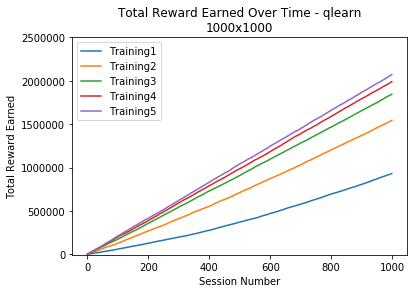 Total Reward Earned Over Time - qlearn
1000x1000
Total Reward Earned
2500000
2000000
1500000
1000000
500000
0
Training1
Training2
Training3
Training4
Training5
0 200 400 600 800 1000
Session Number